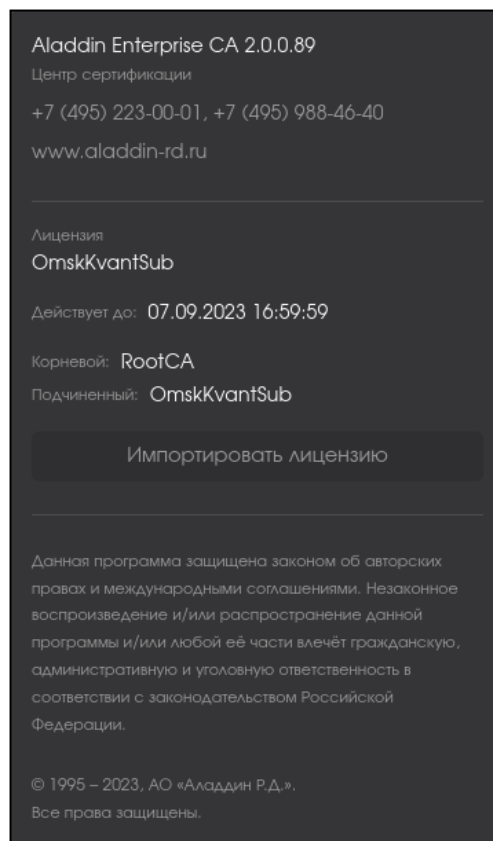 Aladdin Enterprise CA 2.0.0.89
Центр сертификации
+7 (495) 223-00-01, +7 (495) 988-46-40
www.aladdin-rd.ru
Лицензия
OmskKvantSub
Действует до: 07.09.2023 16:59:59
Корневой: RootCA
Подчиненный: OmskKvantSub
Импортировать лицензию
Данная программа защищена законом об авторских
правах и международными соглашениями. Незаконное
воспроизведение и/или распространение данной
программы и/или любой её части влечёт гражданскую,
административную и уголовную ответственность в
соответствии с законодательством Российской
Федерации.
© 1995 – 2023, АО «Аладдин Р.Д.».
Все права защищены.